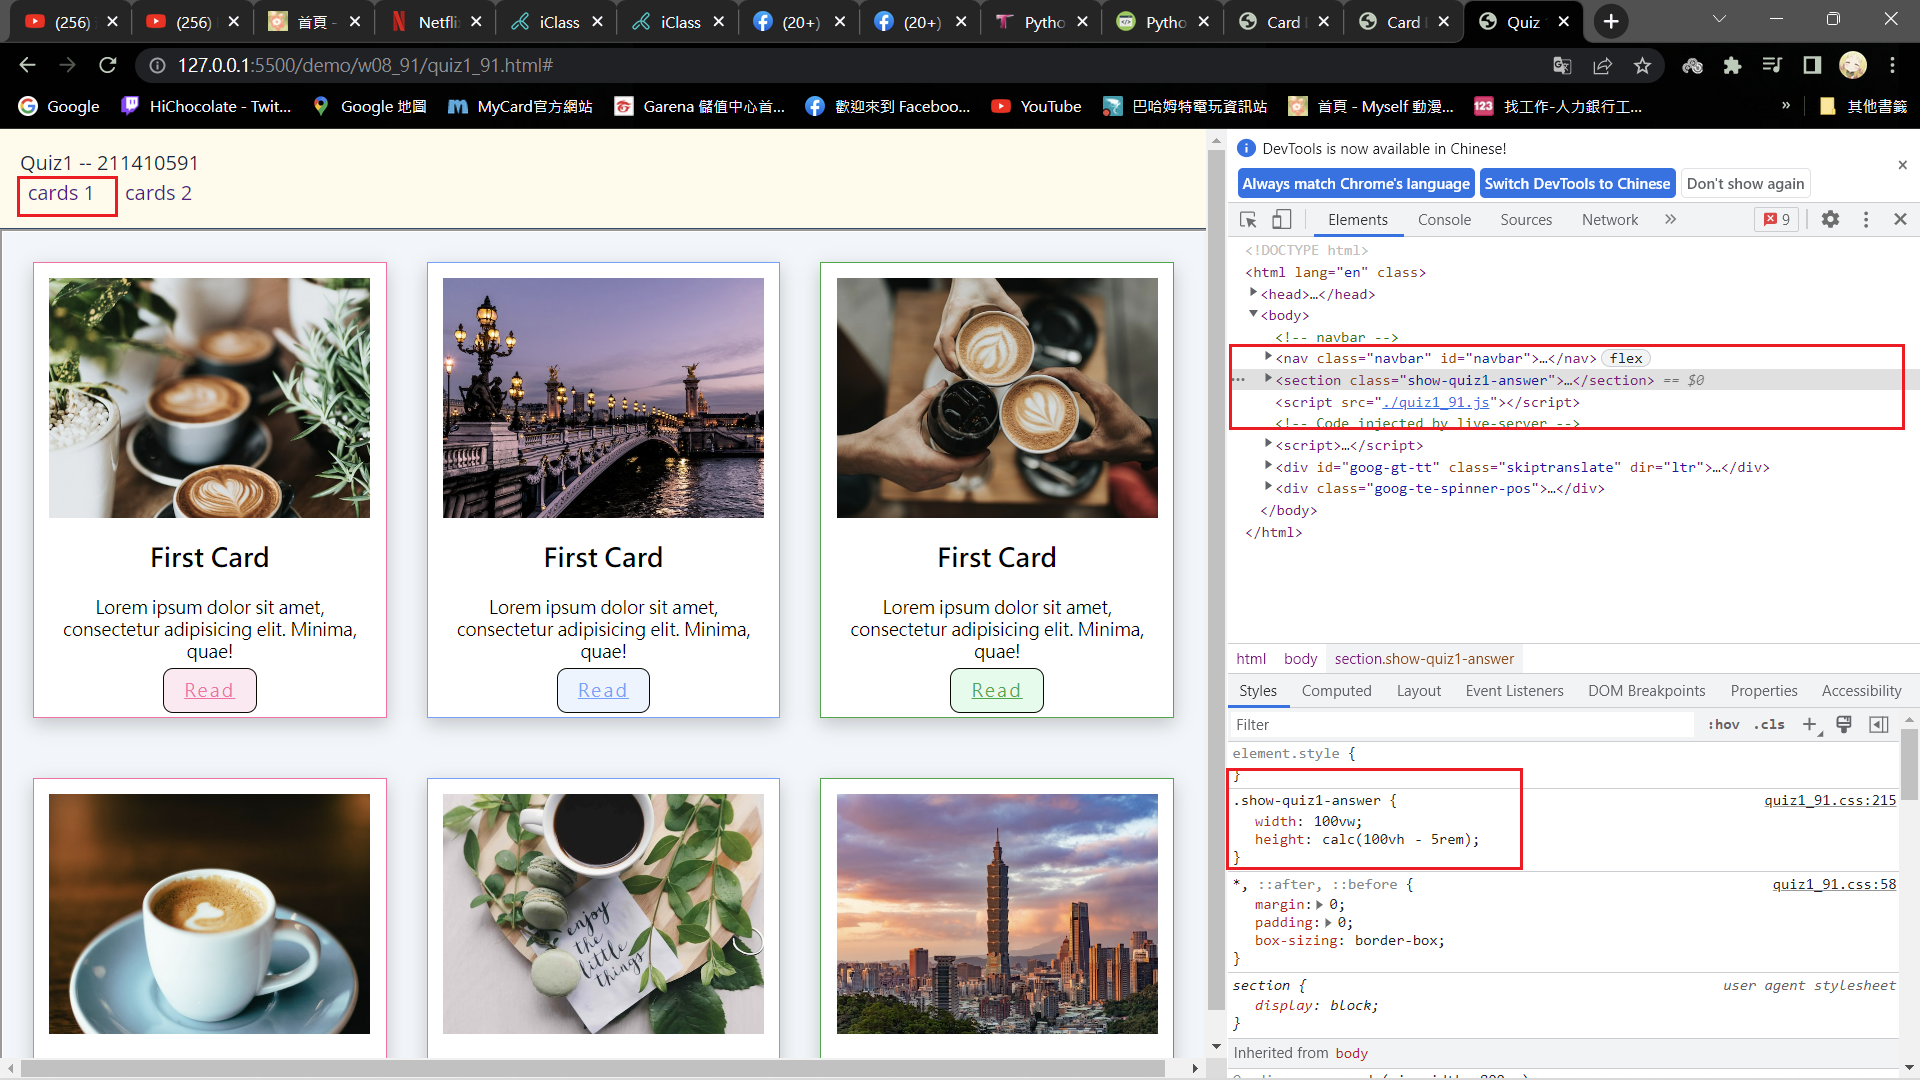 (256)
(256)
首頁 -
Netfli
iClass
iClass
(20+)
(20+)
Pytho
Pytho
Card
Card
Quiz
127.0.0.1:5500/demo/w08_91/quiz1_91.html#
Google
HiChocolate - Twit...
Google 地圖
MyCard官方網站
Garena 儲值中心首...
歡迎來到 Faceboo...
YouTube
巴哈姆特電玩資訊站
首頁 - Myself 動漫...
123
找工作-人力銀行工...
»
其他書籤
Quiz1 -- 211410591
cards 1 cards 2
First Card
Lorem ipsum dolor sit amet,
consectetur adipisicing elit. Minima,
quae!
Read
First Card
Lorem ipsum dolor sit amet,
consectetur adipisicing elit. Minima,
quae!
Read
First Card
Lorem ipsum dolor sit amet,
consectetur adipisicing elit. Minima,
quae!
Read
enjoy
the
little
things
DevTools is now available in Chinese!
Always match Chrome's language
Switch DevTools to Chinese
Don't show again
Elements Console Sources Network » 9
<!DOCTYPE html>
<html lang="en" class>
<head>…</head>
<body>
<!-- navbar -->
<nav class="navbar" id="navbar">…</nav> flex
<section class="show-quiz1-answer">…</section> == $0
<script src="./quiz1_91.js"></script>
<!-- Code injected by live-server -->
<script>…</script>
<div id="goog-gt-tt" class="skiptranslate" dir="ltr">…</div>
<div class="goog-te-spinner-pos">…</div>
</body>
</html>
html body section.show-quiz1-answer
Styles Computed Layout Event Listeners DOM Breakpoints Properties Accessibility
Filter :hov .cls
element.style {
}
.show-quiz1-answer { quiz1_91.css:215
width: 100vw;
height: calc(100vh - 5rem);
}
*, ::after, ::before { quiz1_91.css:58
margin: 0;
padding: 0;
box-sizing: border-box;
}
section { user agent stylesheet
display: block;
}
Inherited from body